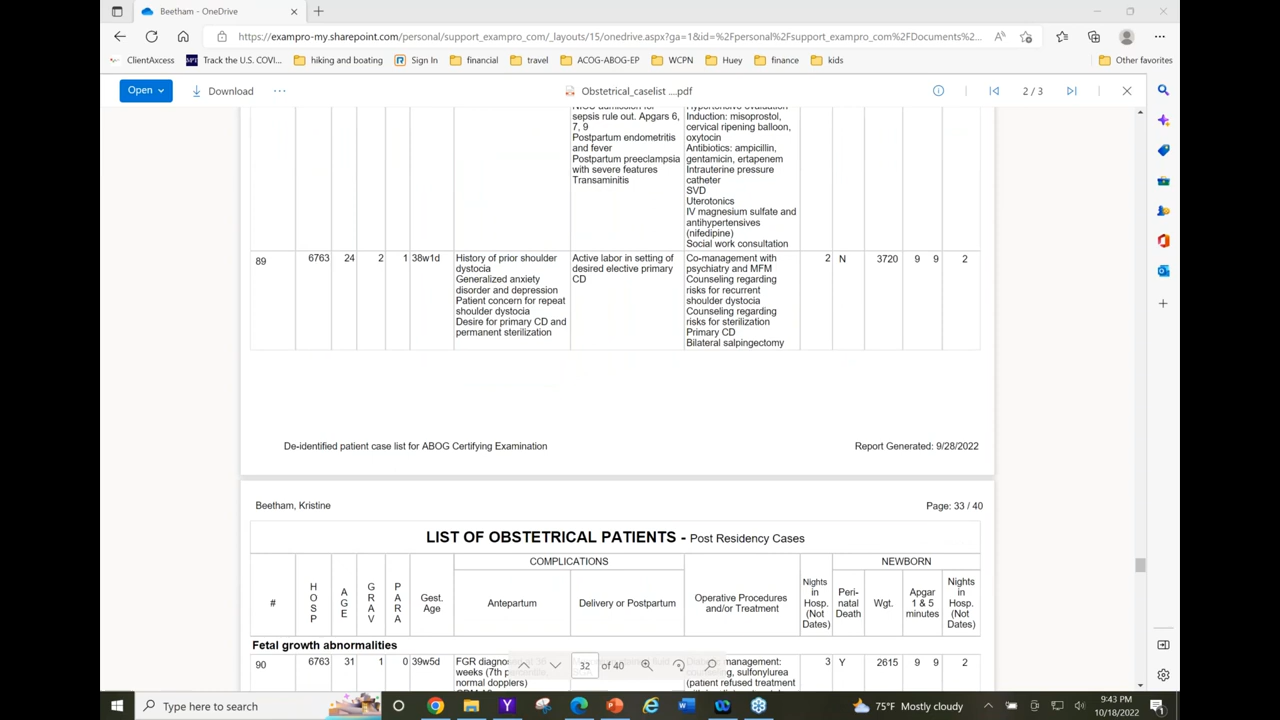 Beetham - OneDrive
https://exampro-my.sharepoint.com/personal/support_exampro_com/_layouts/15/onedrive.aspx?ga=1&id=%2Fpersonal%2Fsupport_exampro_com%2FDocuments%2...
ClientAxcess
Track the U.S. COVI...
hiking and boating
Sign In
financial
travel
ACOG-ABOG-EP
WCPN
Huey
finance
kids
Other favorites
Open
Download
Obstetrical_caselist ....pdf
2 / 3
sepsis rule out. Apgars 6,
7, 9
Postpartum endometritis
and fever
Postpartum preeclampsia
with severe features
Transaminitis
Hypertensive evaluation
Induction: misoprostol,
cervical ripening balloon,
oxytocin
Antibiotics: ampicillin,
gentamicin, ertapenem
Intrauterine pressure
catheter
SVD
Uterotonics
IV magnesium sulfate and
antihypertensives
(nifedipine)
Social work consultation
89
6763
24
2
1
38w1d
History of prior shoulder
dystocia
Generalized anxiety
disorder and depression
Patient concern for repeat
shoulder dystocia
Desire for primary CD and
permanent sterilization
Active labor in setting of
desired elective primary
CD
Co-management with
psychiatry and MFM
Counseling regarding
risks for recurrent
shoulder dystocia
Counseling regarding
risks for sterilization
Primary CD
Bilateral salpingectomy
2
N
3720
9 9
2
De-identified patient case list for ABOG Certifying Examination
Report Generated: 9/28/2022
Beetham, Kristine
Page: 33 / 40
LIST OF OBSTETRICAL PATIENTS - Post Residency Cases
COMPLICATIONS
NEWBORN
#
H
O
S
P
A
G
E
G
R
A
V
P
A
R
A
Gest.
Age
Antepartum
Delivery or Postpartum
Operative Procedures
and/or Treatment
Nights
in
Hosp.
(Not
Dates)
Peri-
natal
Death
Wgt.
Apgar
1 & 5
minutes
Nights
in
Hosp.
(Not
Dates)
Fetal growth abnormalities
90
6763
31
1
0
39w5d
FGR
weeks (7th
normal dopplers)
management:
sulfonylurea
(patient refused treatment
3
Y
2615
9 9
2
32 of 40
Type here to search
75°F Mostly cloudy
9:43 PM
10/18/2022